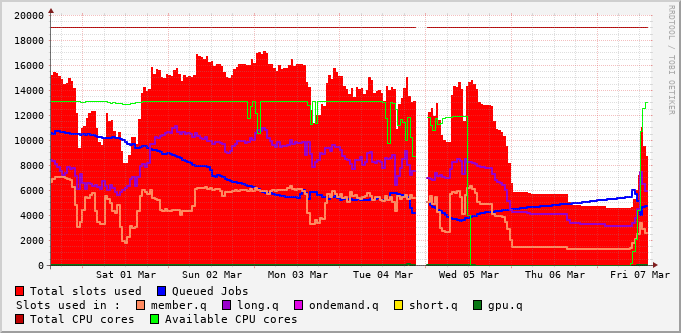 20000
18000
16000
14000
12000
10000
8000
6000
4000
2000
0
Sat 01 Mar Sun 02 Mar Mon 03 Mar Tue 04 Mar Wed 05 Mar Thu 06 Mar Fri 07 Mar
Total slots used Queued Jobs
Slots used in : member.q long.q ondemand.q short.q gpu.q
Total CPU cores Available CPU cores
RRDTOOL / TOBI OETIKER